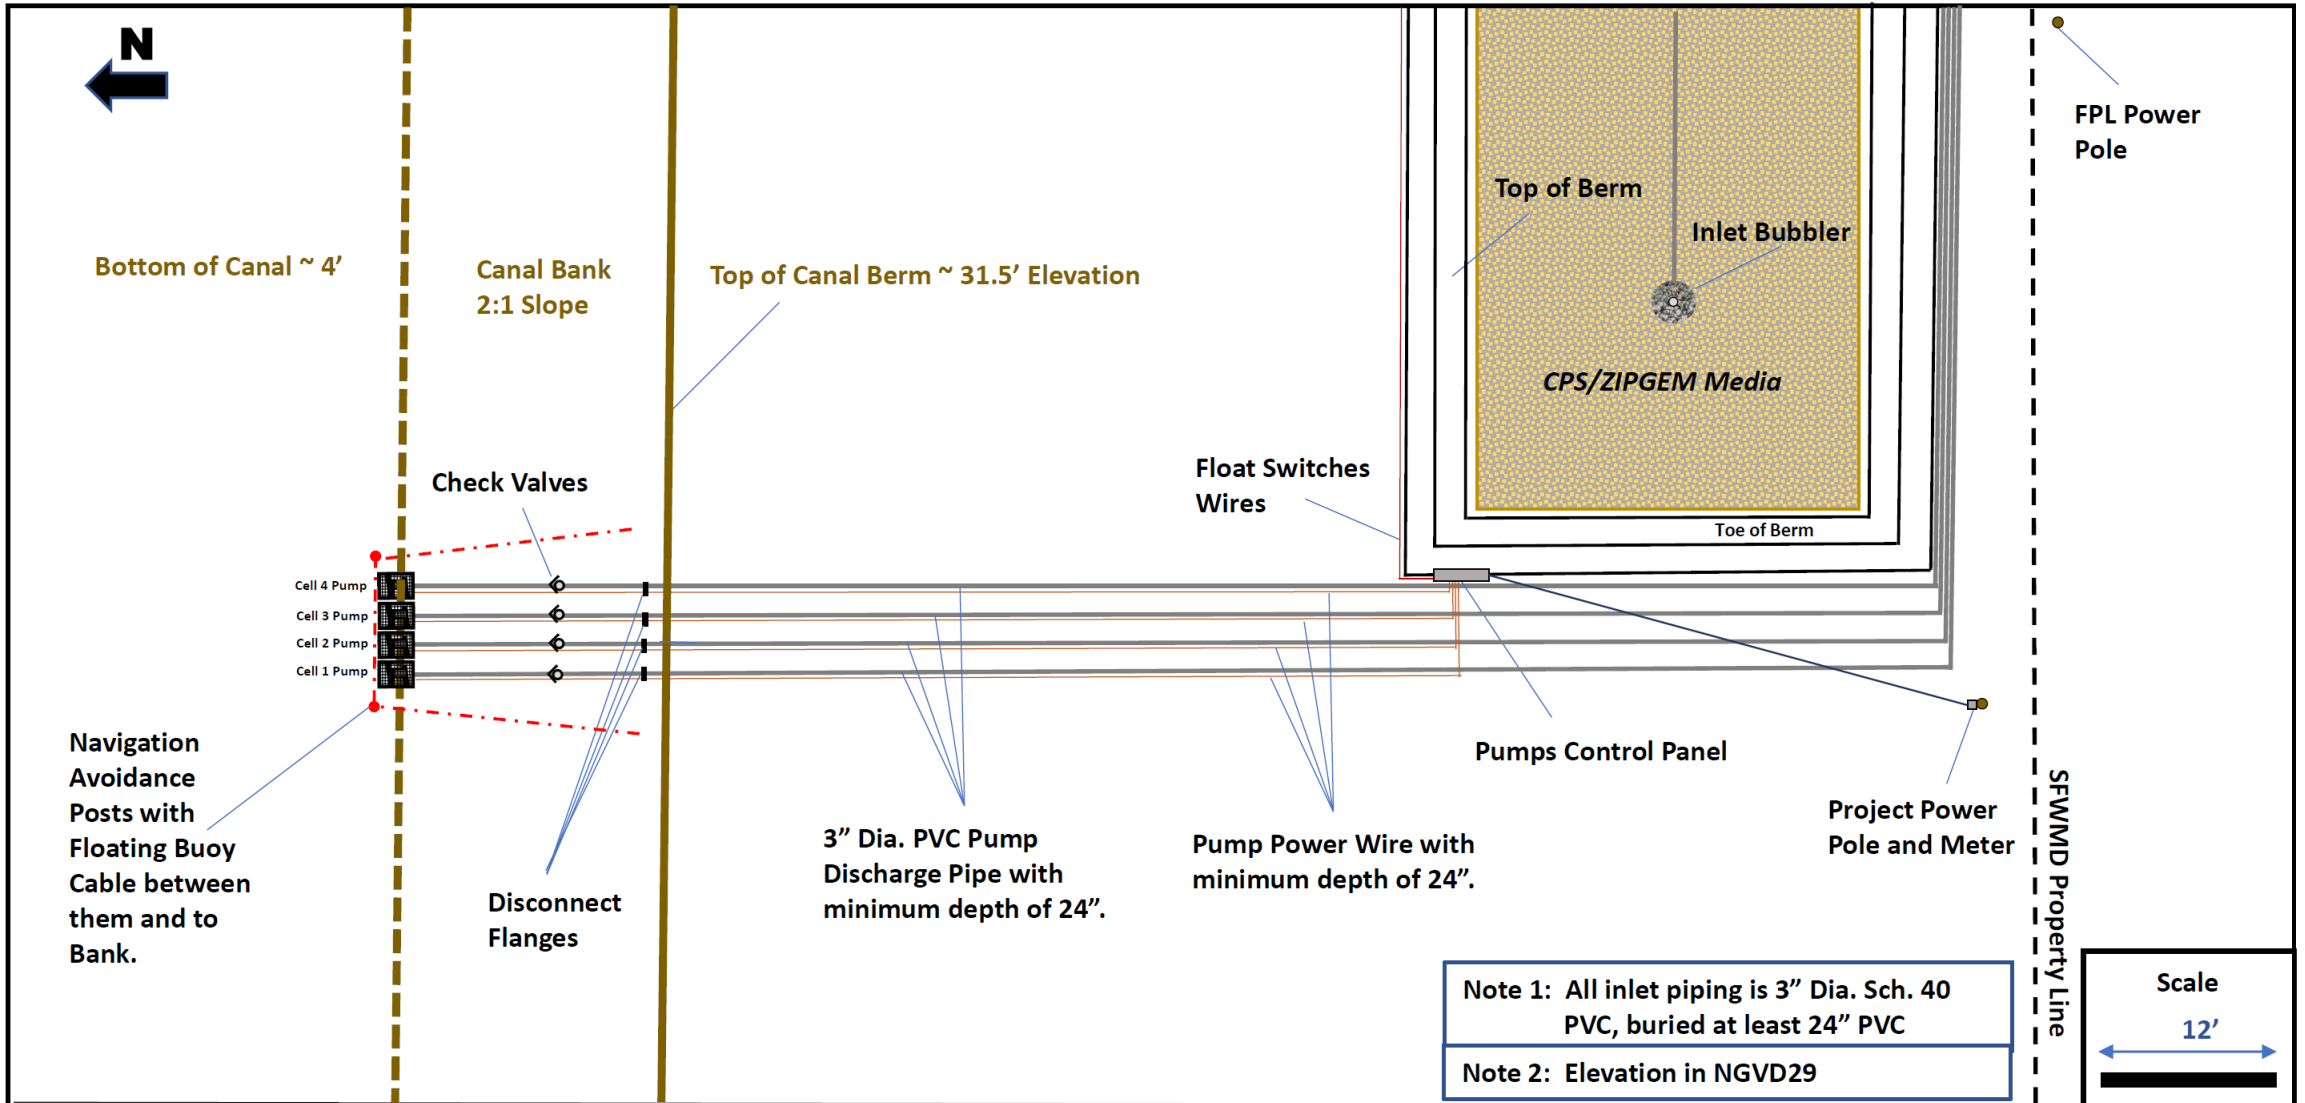 N
FPL Power
Pole
Top of Berm
Inlet Bubbler
Bottom of Canal ~ 4’
Canal Bank
2:1 Slope
Top of Canal Berm ~ 31.5’ Elevation
CPS/ZIPGEM Media
Check Valves
Float Switches
Wires
Toe of Berm
Cell 4 Pump
Cell 3 Pump
Cell 2 Pump
Cell 1 Pump
Navigation
Avoidance
Posts with
Floating Buoy
Cable between
them and to
Bank.
Disconnect
Flanges
3” Dia. PVC Pump
Discharge Pipe with
minimum depth of 24”.
Pump Power Wire with
minimum depth of 24”.
Pumps Control Panel
Project Power
Pole and Meter
SFWMD Property Line
Note 1: All inlet piping is 3” Dia. Sch. 40
PVC, buried at least 24” PVC
Note 2: Elevation in NGVD29
Scale
12’